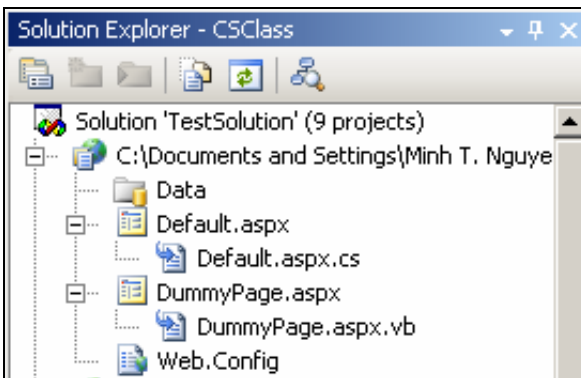 Solution Explorer - CSClass
Solution 'TestSolution' (9 projects)
C:\Documents and Settings\Minh T. Nguye
Data
Default.aspx
Default.aspx.cs
DummyPage.aspx
DummyPage.aspx.vb
Web.Config